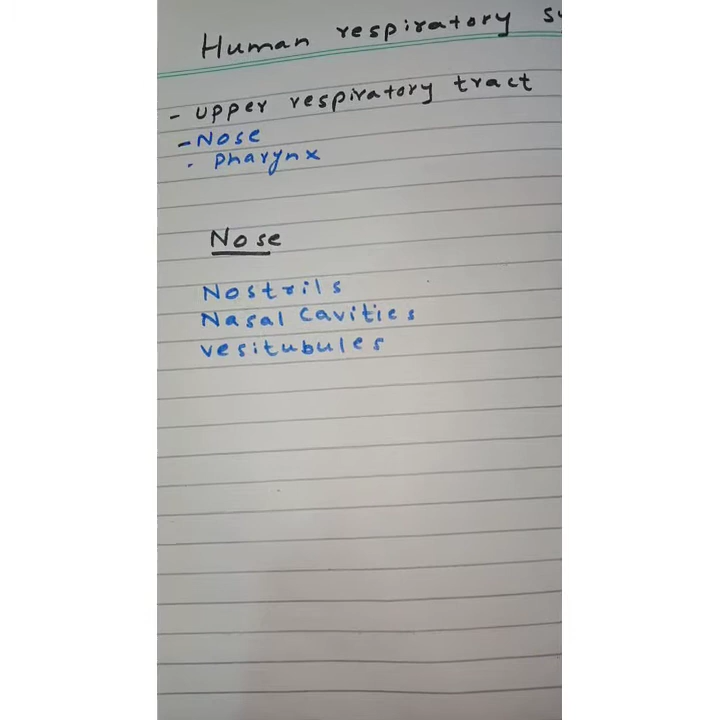 Human respiratory
- upper respiratory tract
- Nose
. Pharynx
Nose
Nostrils
Nasal Cavities
vesitubules